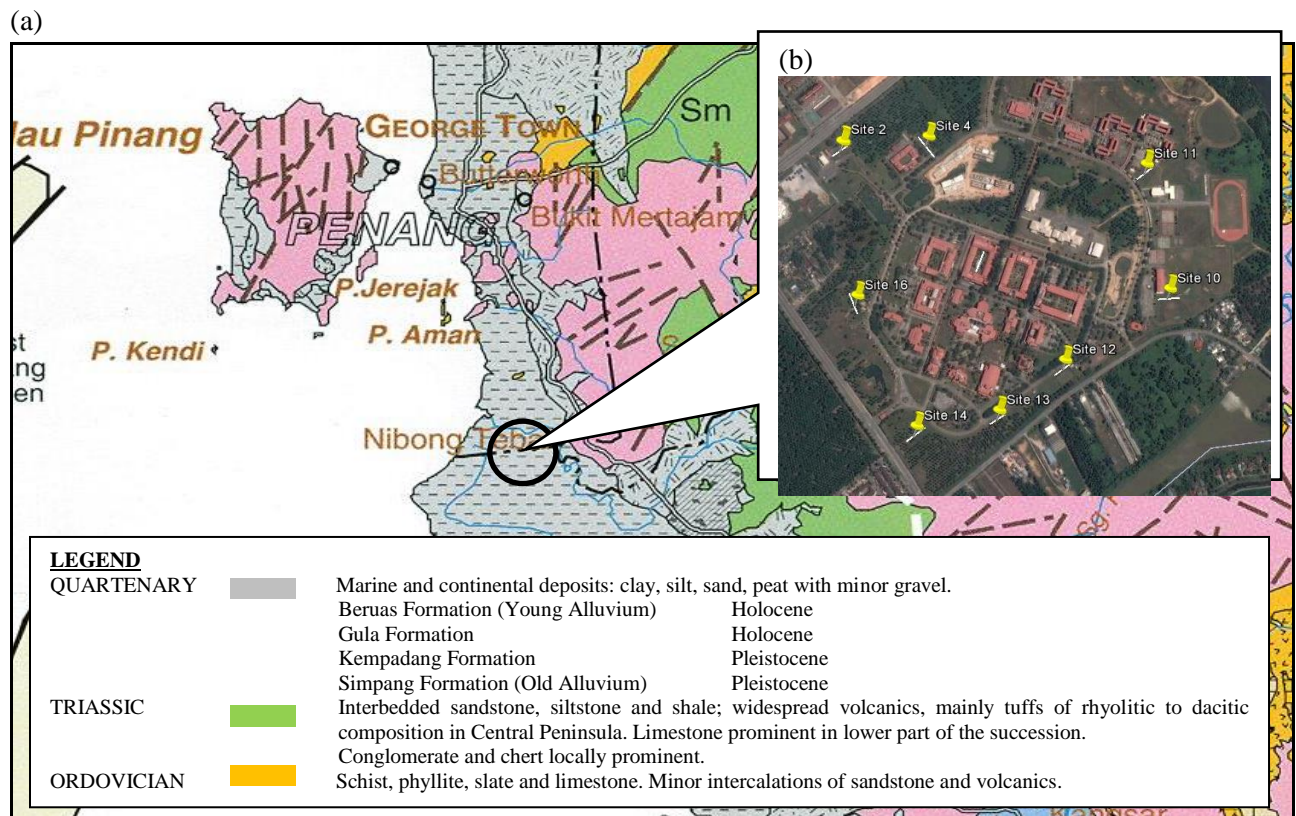 (a)
(b)
lau Pinang
GEORGE TOWN
Sm
Butterworth
Bukit Mertajam
PENANG
P.Jerejak
P. Aman
P. Kendi
st
ng
en
Nibong Teba
Sg.
Site 2
Site 4
Site 11
Site 16
Site 10
Site 12
Site 13
Site 14
LEGEND
QUARTENARY Marine and continental deposits: clay, silt, sand, peat with minor gravel.
Beruas Formation (Young Alluvium) Holocene
Gula Formation Holocene
Kempadang Formation Pleistocene
Simpang Formation (Old Alluvium) Pleistocene
TRIASSIC Interbedded sandstone, siltstone and shale; widespread volcanics, mainly tuffs of rhyolitic to dacitic
composition in Central Peninsula. Limestone prominent in lower part of the succession.
Conglomerate and chert locally prominent.
ORDOVICIAN Schist, phyllite, slate and limestone. Minor intercalations of sandstone and volcanics.
Kangsar